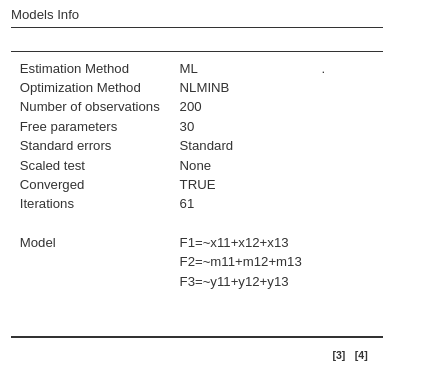 Models Info
Estimation Method ML .
Optimization Method NLMINB
Number of observations 200
Free parameters 30
Standard errors Standard
Scaled test None
Converged TRUE
Iterations 61
Model F1=~x11+x12+x13
F2=~m11+m12+m13
F3=~y11+y12+y13
[3] [4]